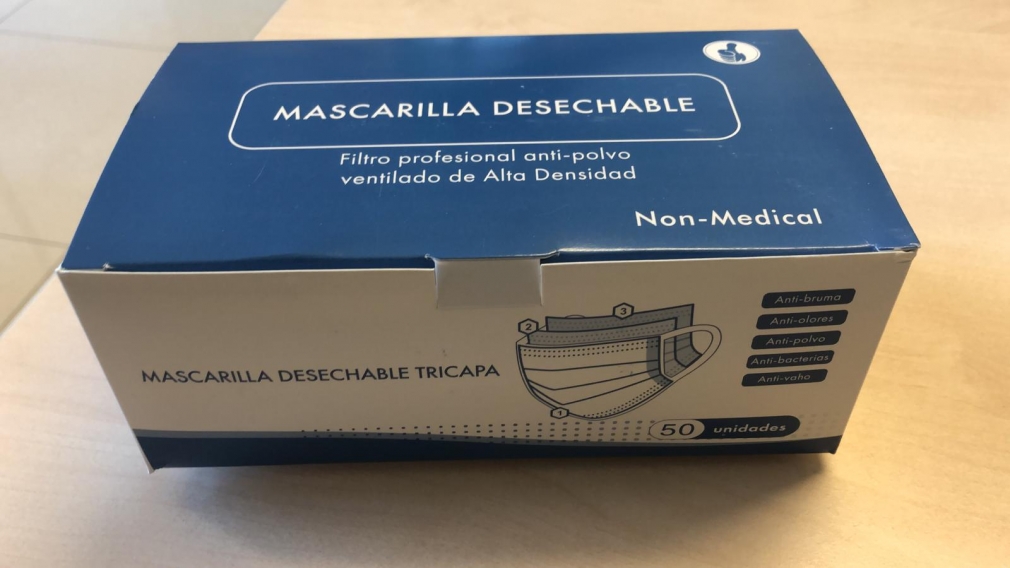 MASCARILLA DESECHABLE
Filtro profesional anti-polvo
ventilado de Alta Densidad
Non-Medical
MASCARILLA DESECHABLE TRICAPA
2
3
1
Anti-bruma
Anti-olores
Anti-polvo
Anti-bacterias
Anti-vaho
50 unidades